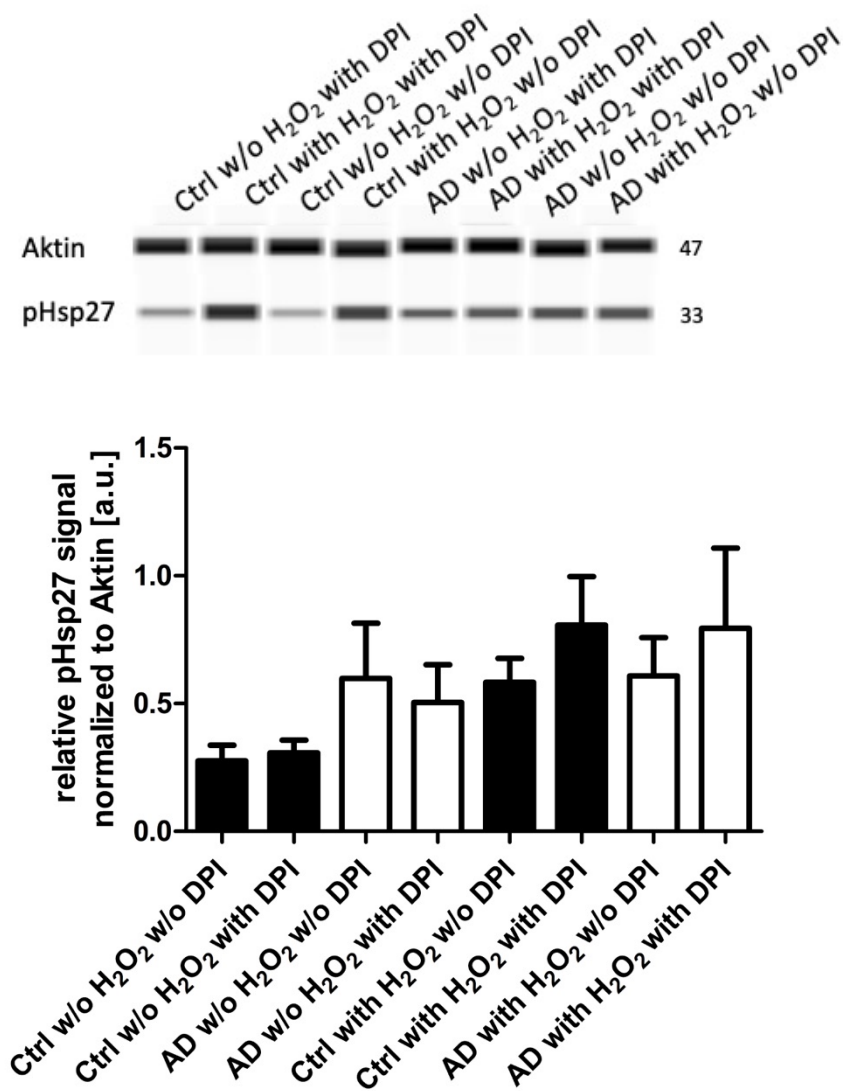 Ctrl w/o H₂O₂ with DPI
Ctrl with H₂O₂ with DPI
Ctrl w/o H₂O₂ w/o DPI
Ctrl with H₂O₂ w/o DPI
AD w/o H₂O₂ with DPI
AD with H₂O₂ with DPI
AD w/o H₂O₂ w/o DPI
AD with H₂O₂ w/o DPI
Aktin
47
pHsp27
33
relative pHsp27 signal
normalized to Aktin [a.u.]
1.5
1.0
0.5
0.0
Ctrl w/o H₂O₂ w/o DPI
Ctrl w/o H₂O₂ with DPI
AD w/o H₂O₂ w/o DPI
AD w/o H₂O₂ with DPI
Ctrl with H₂O₂ w/o DPI
Ctrl with H₂O₂ with DPI
AD with H₂O₂ w/o DPI
AD with H₂O₂ with DPI